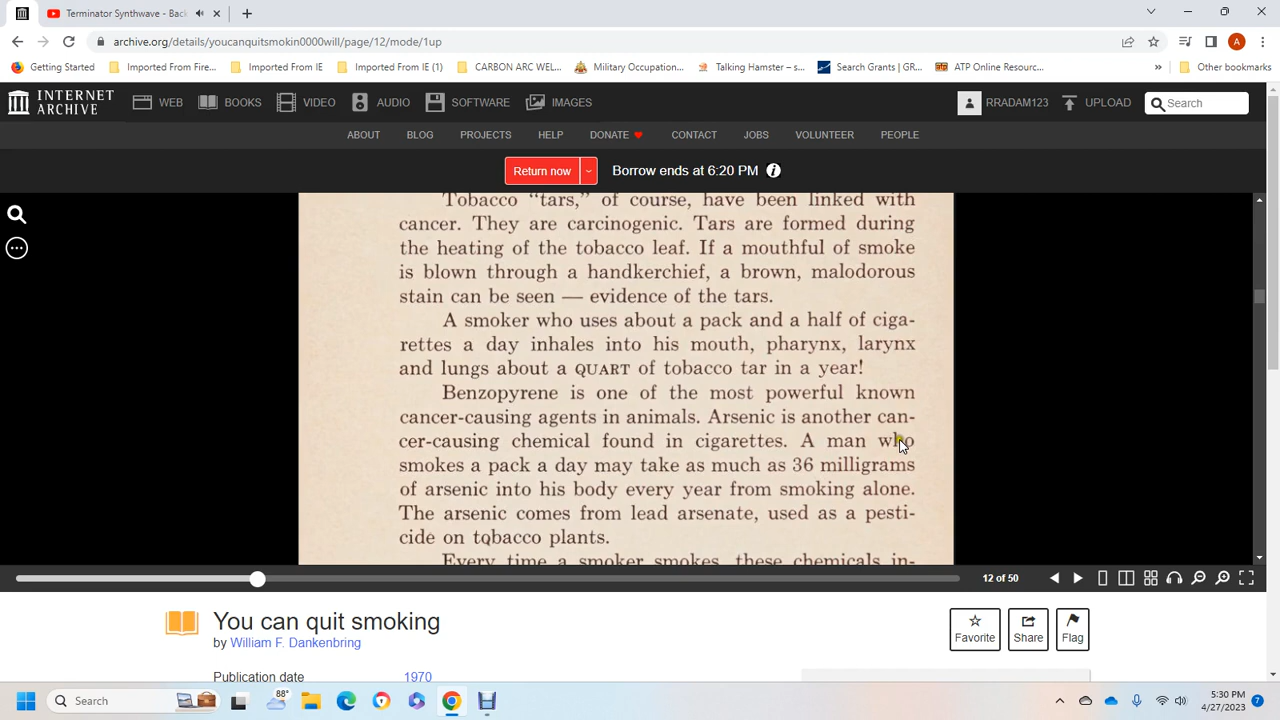 Terminator Synthwave - Bac
archive.org/details/youcanquitsmokin0000will/page/12/mode/1up
A
Getting Started
Imported From Fire...
Imported From IE
Imported From IE (1)
CARBON ARC WEL...
Military Occupation...
Talking Hamster – s...
Search Grants | GR...
ATP Online Resourc...
»
Other bookmarks
INTERNET
ARCHIVE
WEB
BOOKS
VIDEO
AUDIO
SOFTWARE
IMAGES
RRADAM123
UPLOAD
Search
ABOUT
BLOG
PROJECTS
HELP
DONATE
CONTACT
JOBS
VOLUNTEER
PEOPLE
Return now
Borrow ends at 6:20 PM
Tobacco "tars," of course, have been linked with
cancer. They are carcinogenic. Tars are formed during
the heating of the tobacco leaf. If a mouthful of smoke
is blown through a handkerchief, a brown, malodorous
stain can be seen — evidence of the tars.
A smoker who uses about a pack and a half of ciga-
rettes a day inhales into his mouth, pharynx, larynx
and lungs about a QUART of tobacco tar in a year!
Benzopyrene is one of the most powerful known
cancer-causing agents in animals. Arsenic is another can-
cer-causing chemical found in cigarettes. A man who
smokes a pack a day may take as much as 36 milligrams
of arsenic into his body every year from smoking alone.
The arsenic comes from lead arsenate, used as a pesti-
cide on tobacco plants.
Every time a smoker smokes, these chemicals in-
12 of 50
You can quit smoking
by William F. Dankenbring
Favorite
Share
Flag
Publication date
1970
Search
88°
5:30 PM
4/27/2023
7